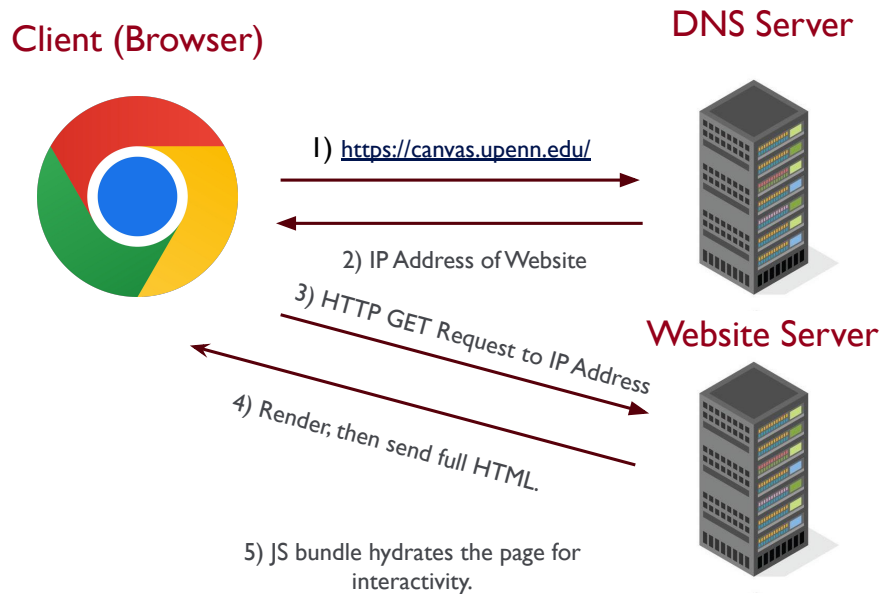 Client (Browser)
DNS Server
1) https://canvas.upenn.edu/
2) IP Address of Website
3) HTTP GET Request to IP Address
Website Server
4) Render, then send full HTML.
5) JS bundle hydrates the page for
interactivity.